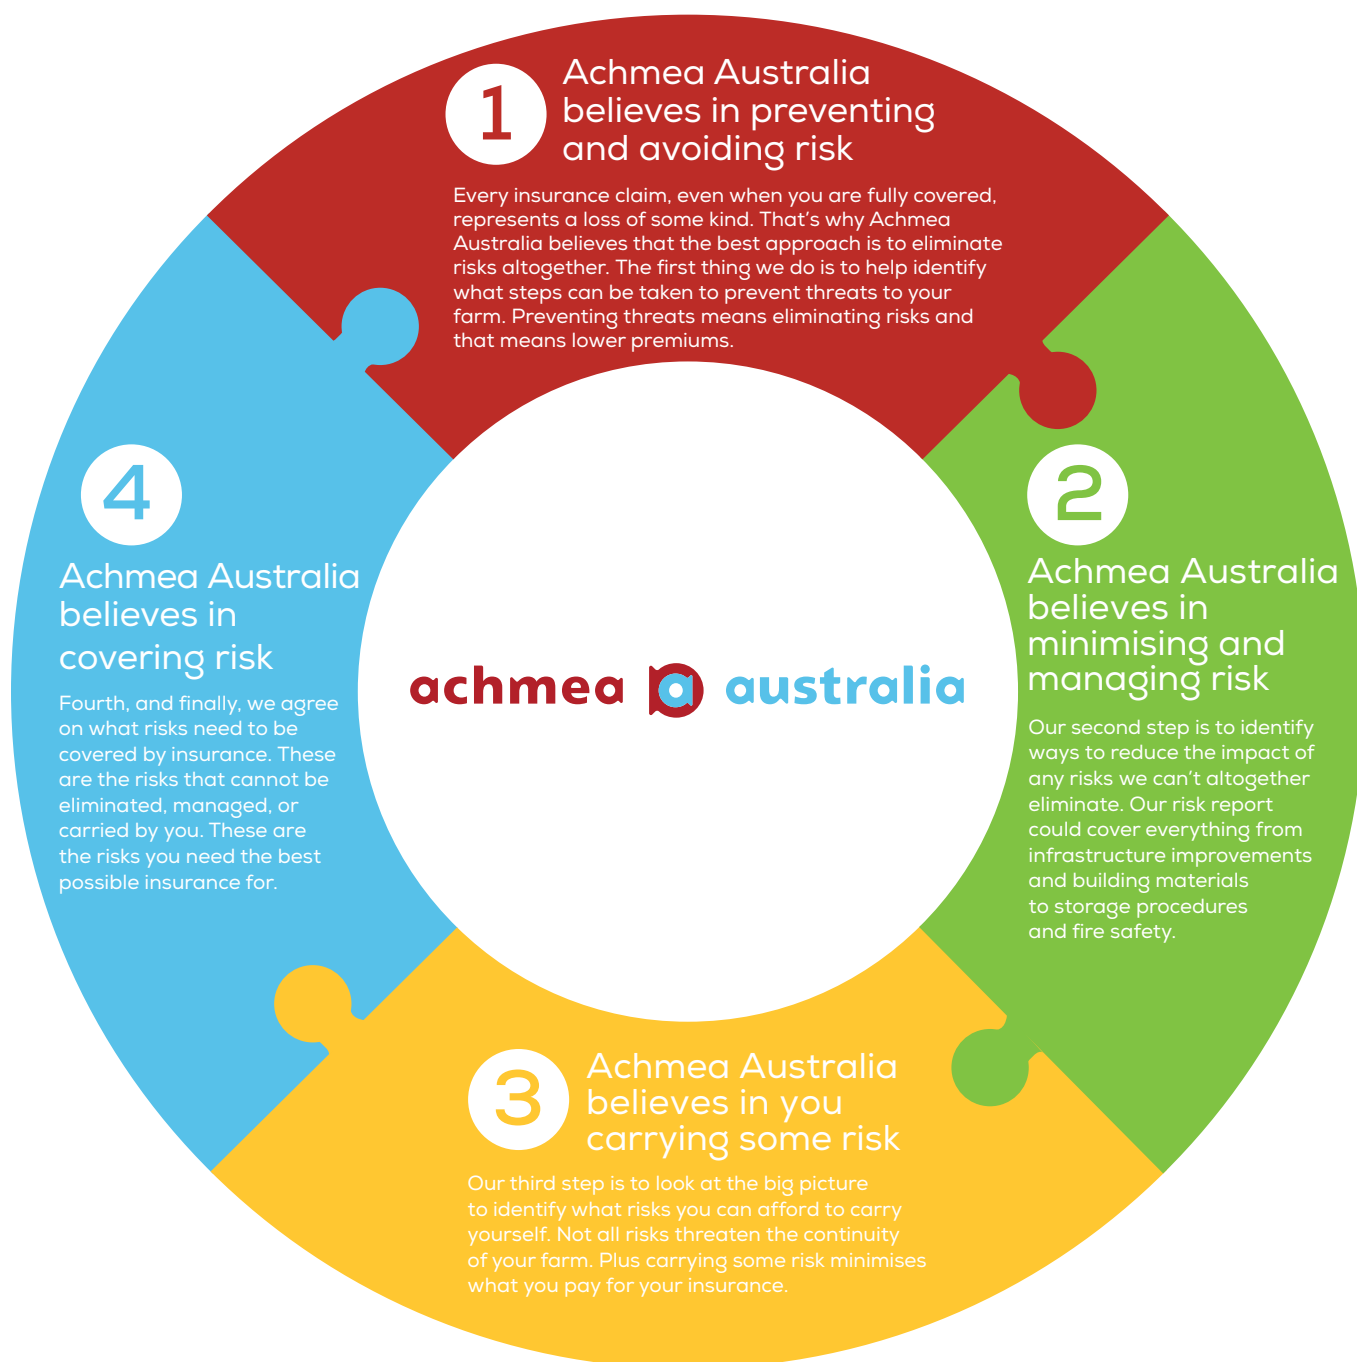 1
Achmea Australia
believes in preventing
and avoiding risk
Every insurance claim, even when you are fully covered,
represents a loss of some kind. That's why Achmea
Australia believes that the best approach is to eliminate
risks altogether. The first thing we do is to help identify
what steps can be taken to prevent threats to your
farm. Preventing threats means eliminating risks and
that means lower premiums.
2
Achmea Australia
believes in
minimising and
managing risk
Our second step is to identify
ways to reduce the impact of
any risks we can't altogether
eliminate. Our risk report
could cover everything from
infrastructure improvements
and building materials
to storage procedures
and fire safety.
3
Achmea Australia
believes in you
carrying some risk
Our third step is to look at the big picture
to identify what risks you can afford to carry
yourself. Not all risks threaten the continuity
of your farm. Plus carrying some risk minimises
what you pay for your insurance.
4
Achmea Australia
believes in
covering risk
Fourth, and finally, we agree
on what risks need to be
covered by insurance. These
are the risks that cannot be
eliminated, managed, or
carried by you. These are
the risks you need the best
possible insurance for.
achmea a australia